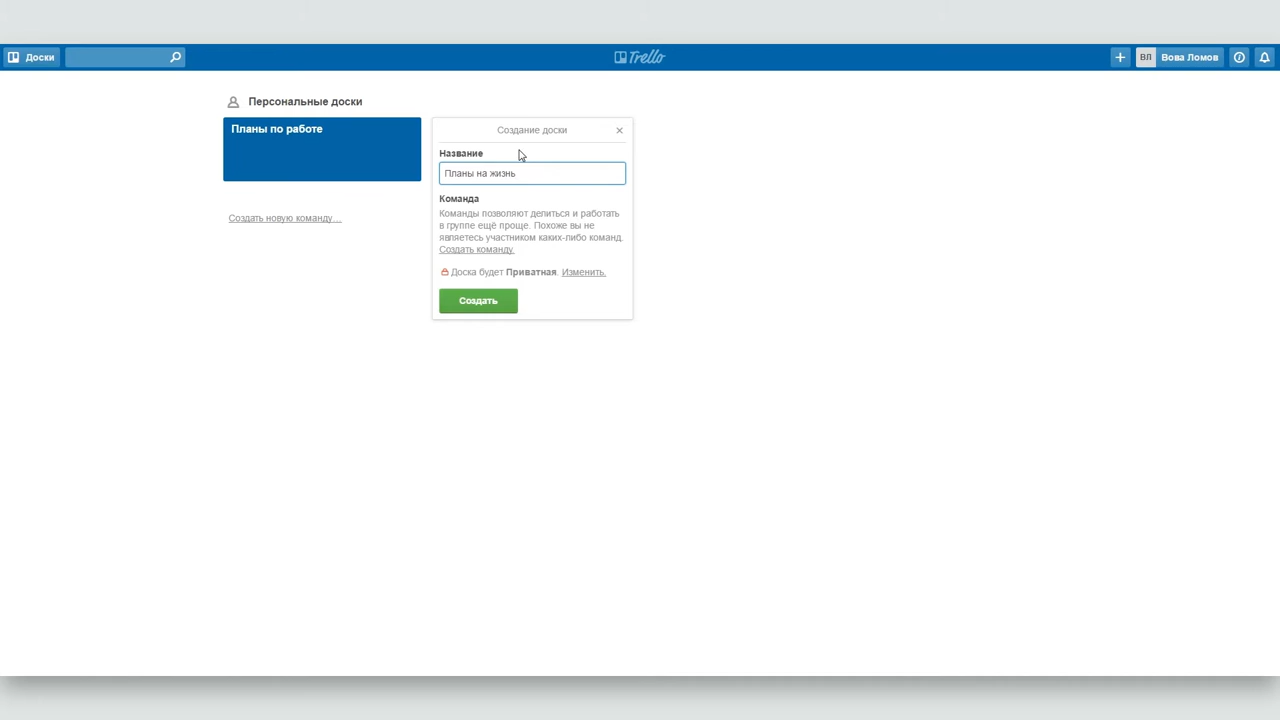 Доски
Trello
ВЛ Вова Ломов
Персональные доски
Планы по работе
Создать новую команду…
Создание доски
Название
Планы на жизнь
Команда
Команды позволяют делиться и работать
в группе ещё проще. Похоже вы не
являетесь участником каких-либо команд.
Создать команду.
Доска будет Приватная. Изменить.
Создать